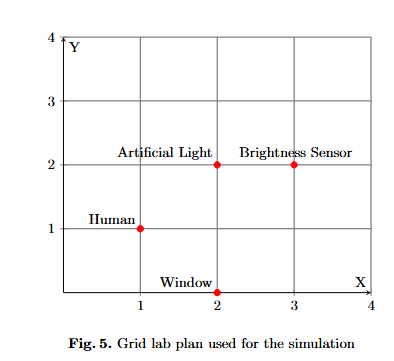 4
Y
3
Artificial Light
Brightness Sensor
2
Human
1
Window
X
1
2
3
4
Fig. 5. Grid lab plan used for the simulation